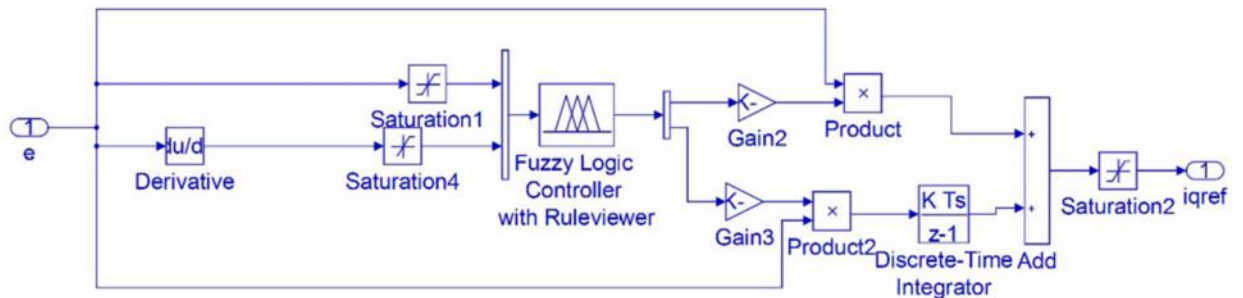 1
e
du/d
Derivative
Saturation1
Saturation4
Fuzzy Logic
Controller
with Ruleviewer
K-
Gain2
K-
Gain3
×
Product
×
Product2
K Ts
z-1
Discrete-Time
Integrator
+
+
Add
Saturation2
1
iqref